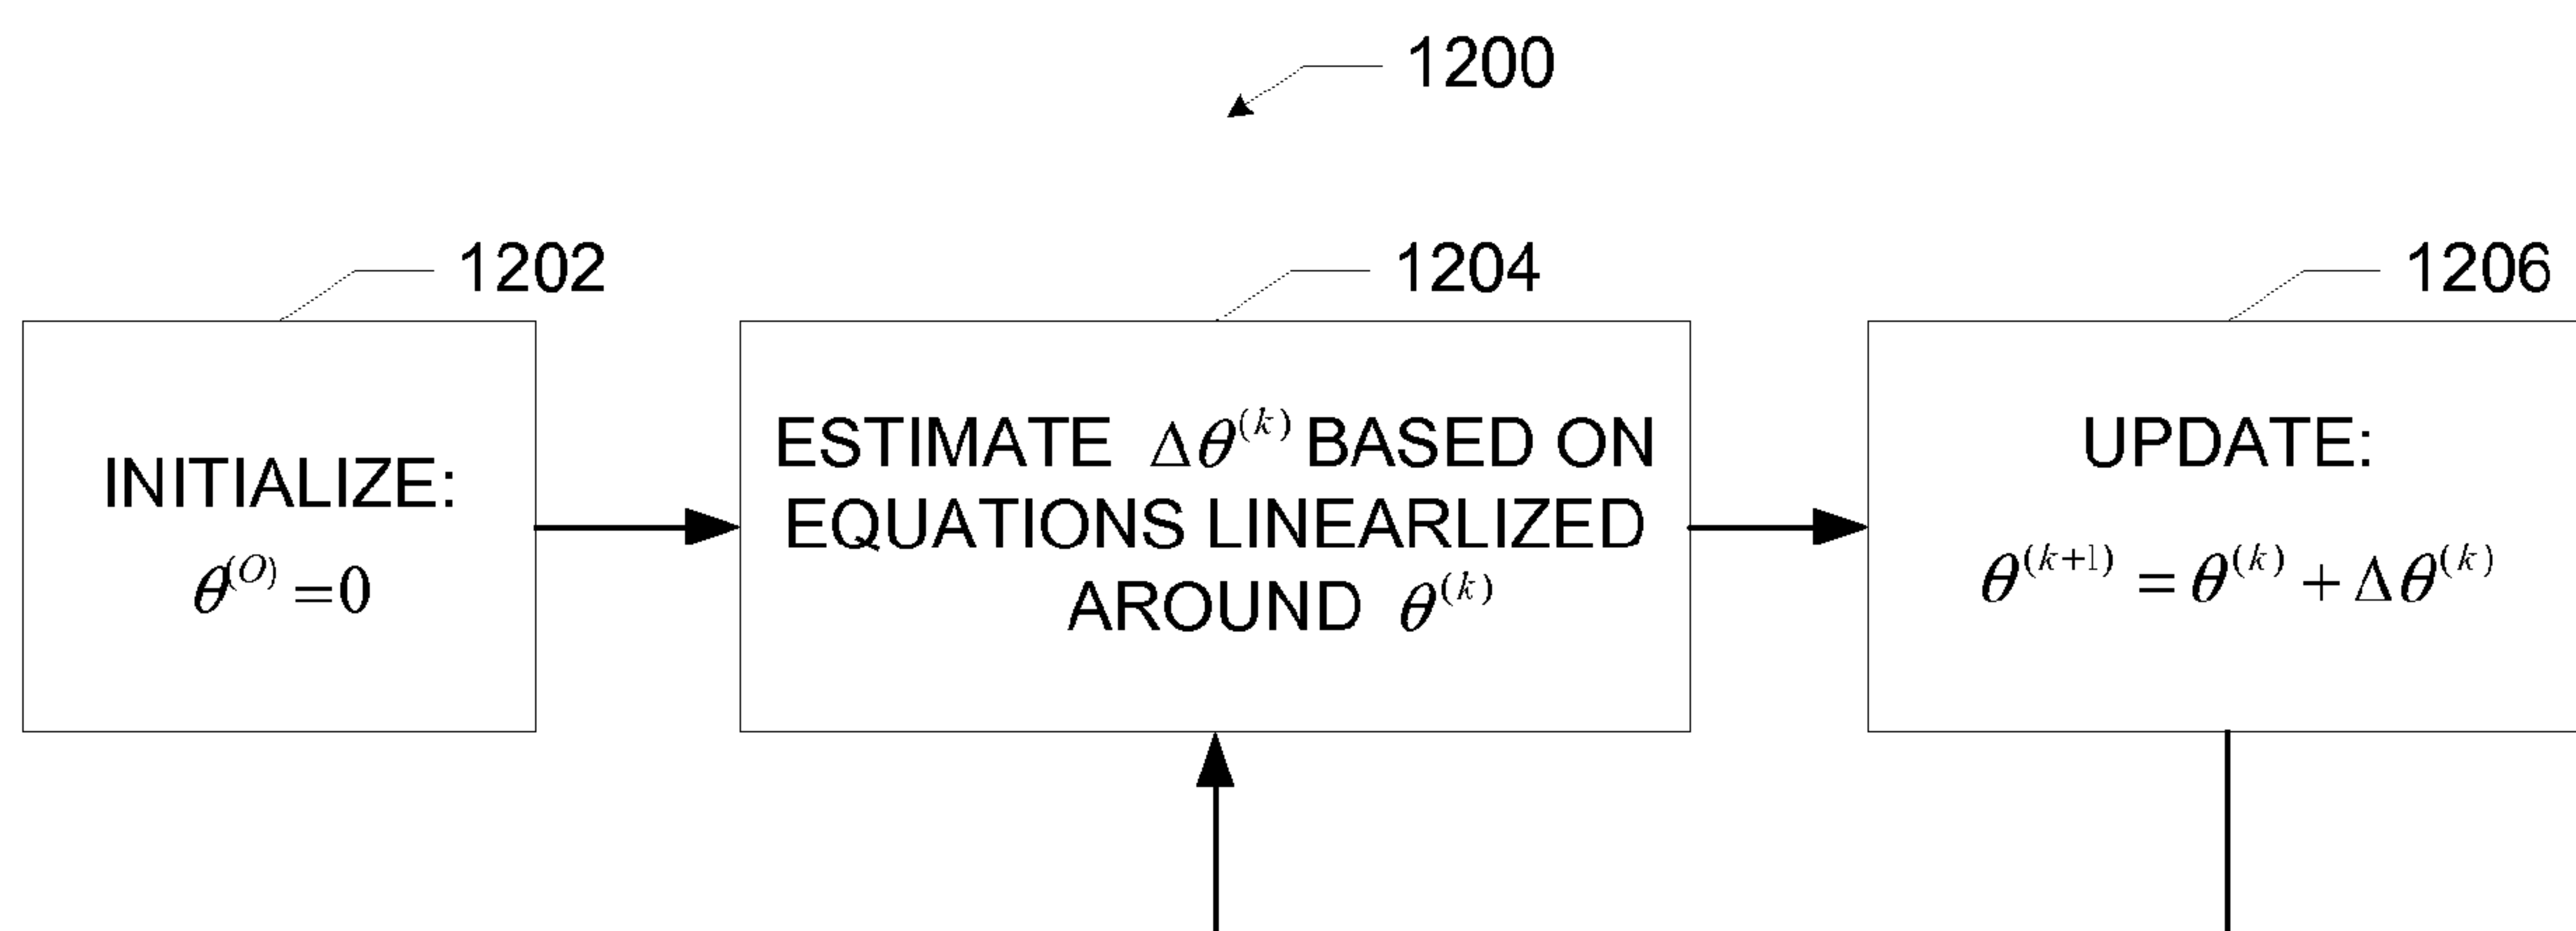 1200
1202
1204
1206
INITIALIZE:
θ^(O) =0
ESTIMATE Δθ^(k) BASED ON
EQUATIONS LINEARLIZED
AROUND θ^(k)
UPDATE:
θ^(k+1) = θ^(k) + Δθ^(k)